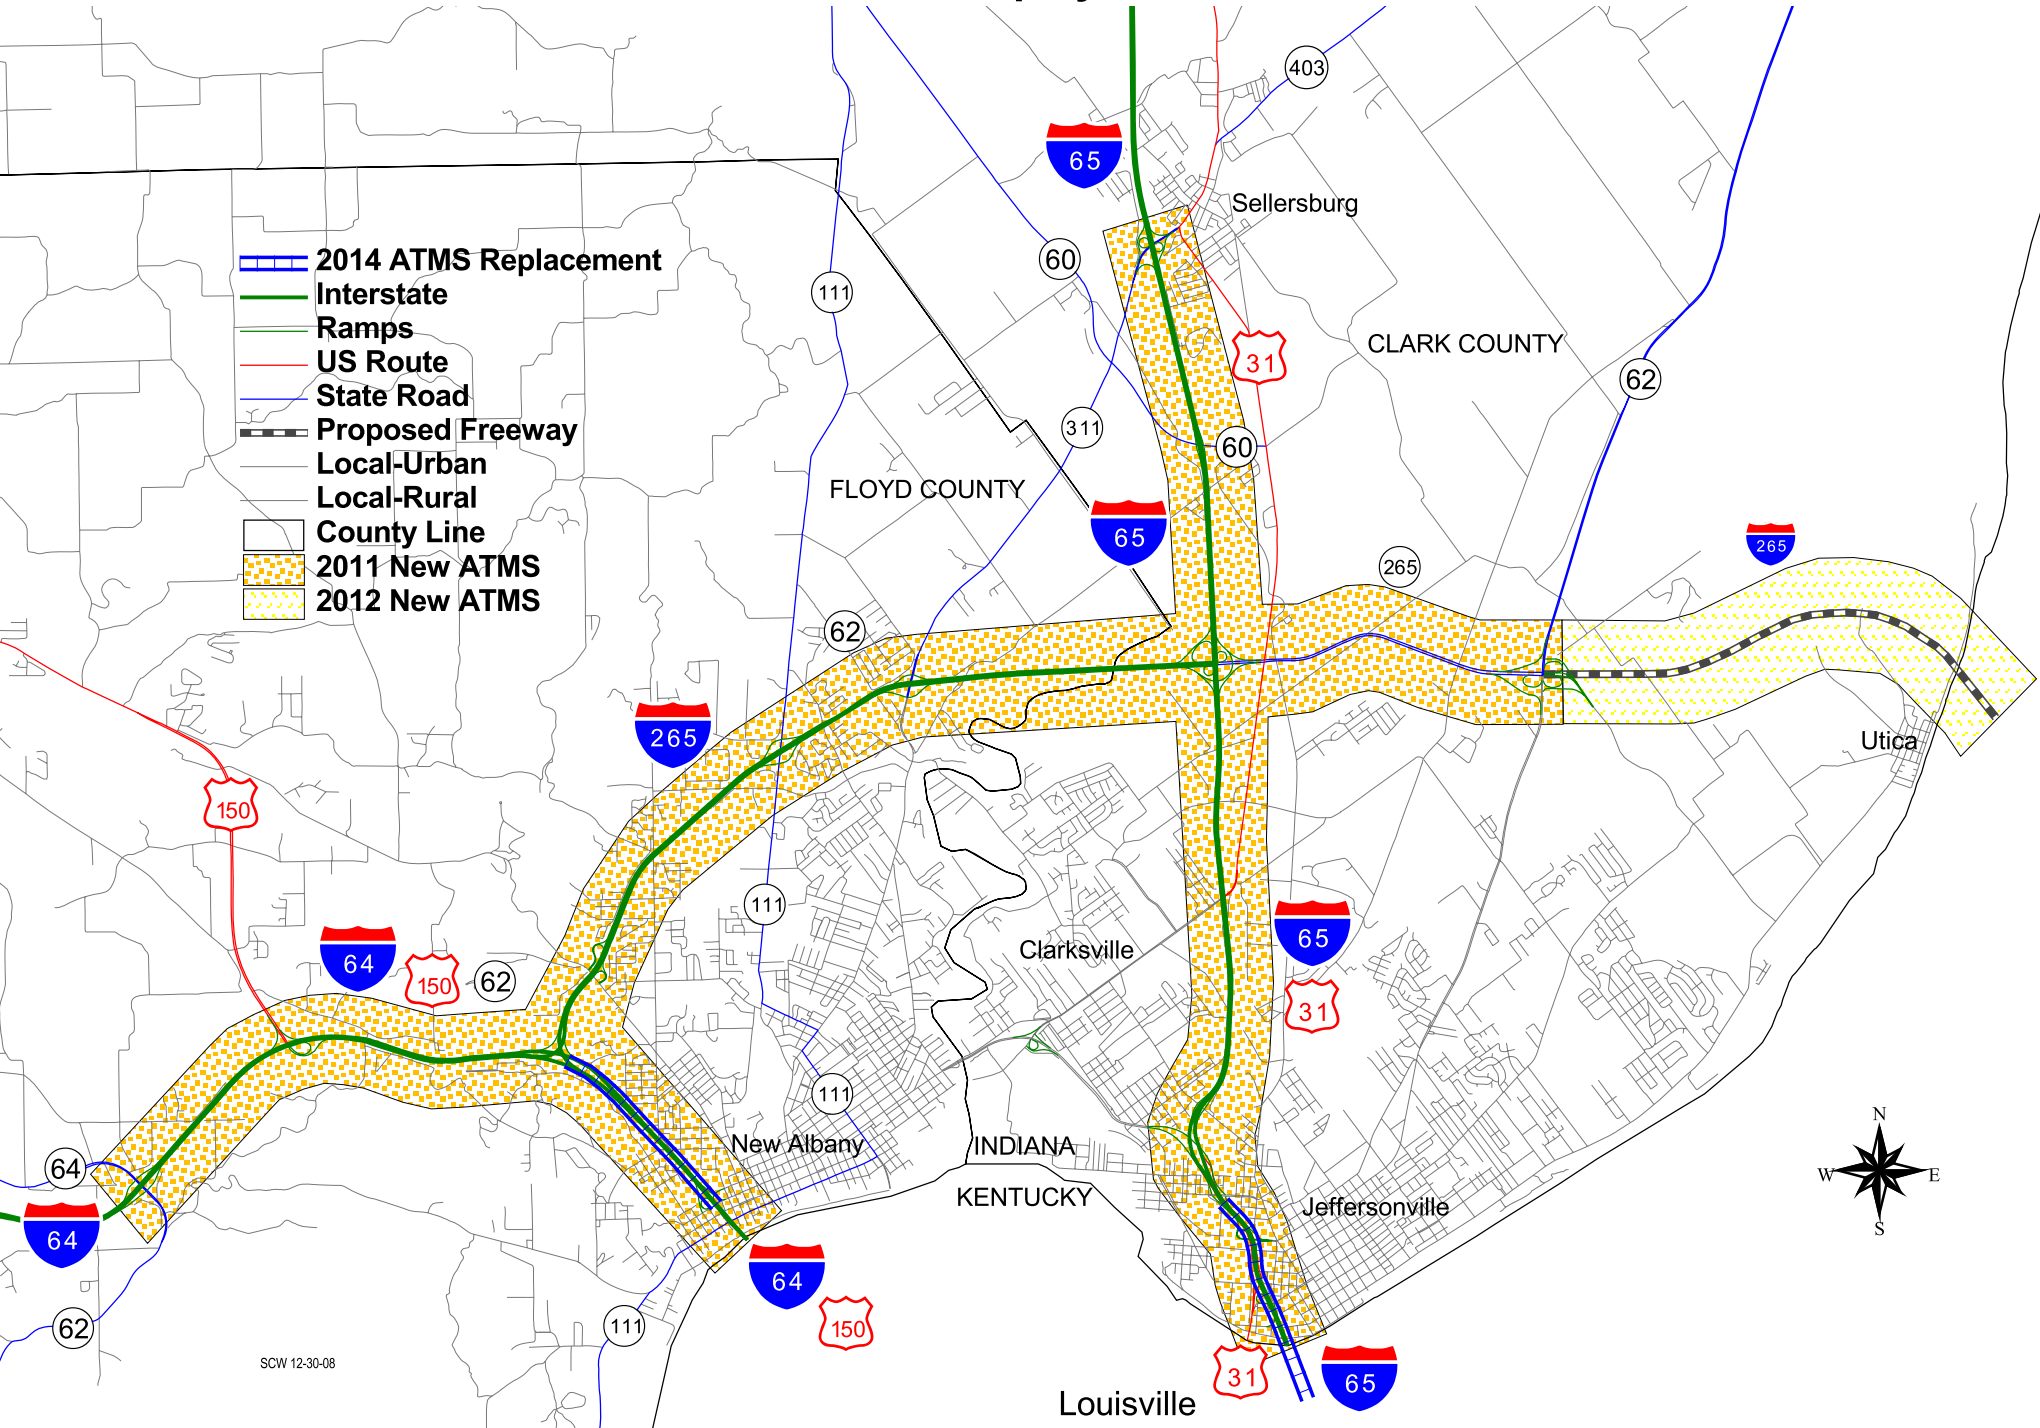 403
65
Sellersburg
60
111
2014 ATMS Replacement
Interstate
Ramps
US Route
State Road
Proposed Freeway
Local-Urban
Local-Rural
County Line
2011 New ATMS
2012 New ATMS
31
CLARK COUNTY
62
311
60
FLOYD COUNTY
65
265
265
62
265
Utica
150
111
65
Clarksville
64
150
62
31
111
New Albany
INDIANA
KENTUCKY
Jeffersonville
N
W
E
S
64
64
64
150
62
111
SCW 12-30-08
31
65
Louisville